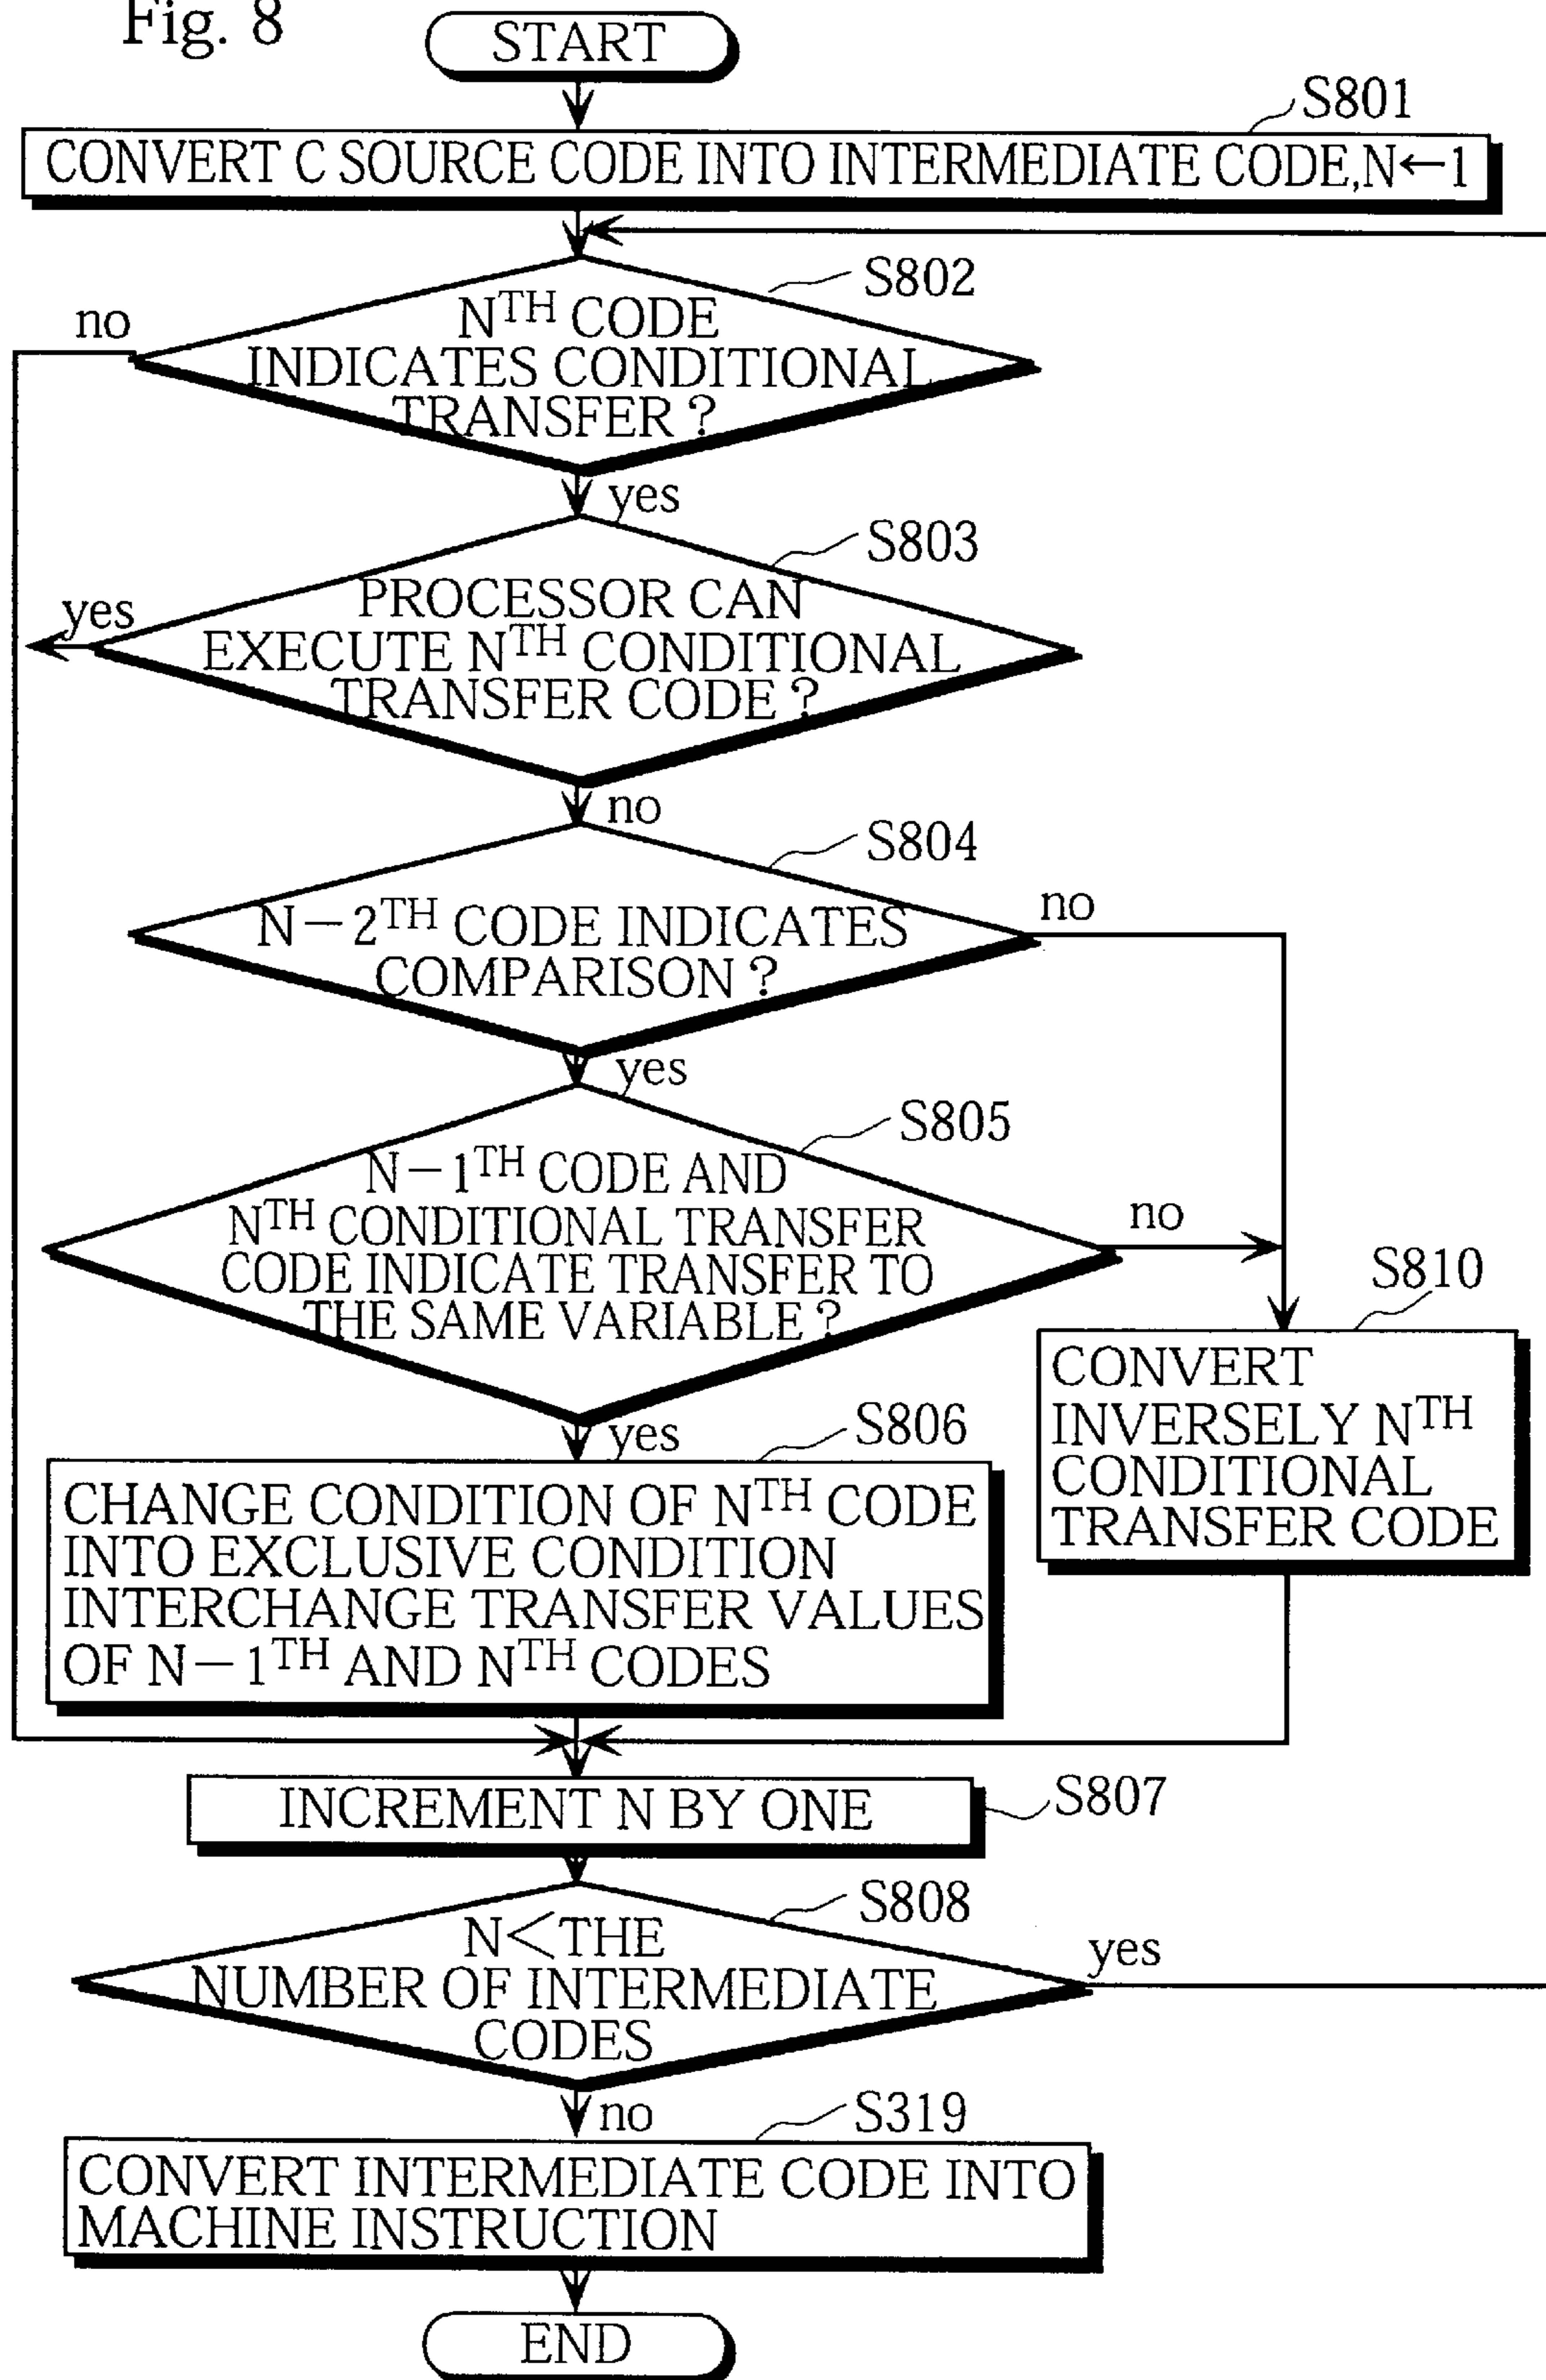 Fig. 8
START
S801
CONVERT C SOURCE CODE INTO INTERMEDIATE CODE,N←1
S802
no
NTH CODE
INDICATES CONDITIONAL
TRANSFER ?
yes
S803
yes
PROCESSOR CAN
EXECUTE NTH CONDITIONAL
TRANSFER CODE ?
no
S804
no
N−2TH CODE INDICATES
COMPARISON ?
yes
S805
N−1TH CODE AND
NTH CONDITIONAL TRANSFER
CODE INDICATE TRANSFER TO
THE SAME VARIABLE ?
no
S810
CONVERT
INVERSELY NTH
CONDITIONAL
TRANSFER CODE
yes
S806
CHANGE CONDITION OF NTH CODE
INTO EXCLUSIVE CONDITION
INTERCHANGE TRANSFER VALUES
OF N−1TH AND NTH CODES
INCREMENT N BY ONE
S807
S808
N<THE
NUMBER OF INTERMEDIATE
CODES
yes
no
S319
CONVERT INTERMEDIATE CODE INTO
MACHINE INSTRUCTION
END